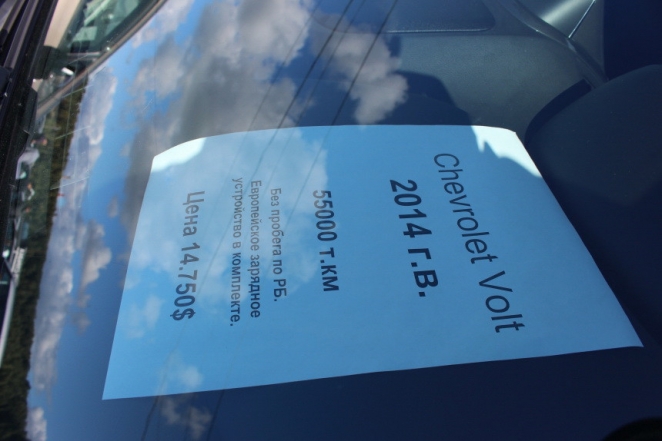 Chevrolet Volt
2014 г.в.
55000 т.км
Без пробега по РБ.
Европейское зарядное
устройство в комплекте.
Цена 14.750$